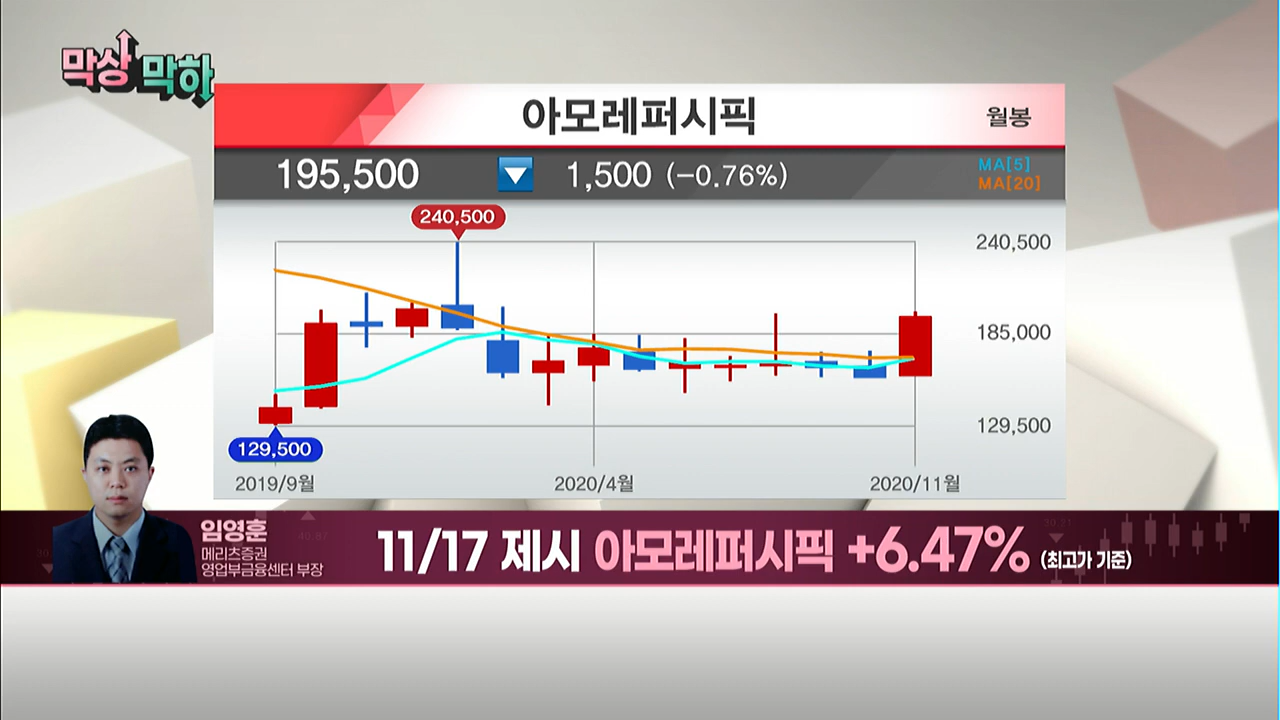 막상 막하
아모레퍼시픽
월봉
195,500 ▼ 1,500 (-0.76%)
MA[5]
MA[20]
240,500
240,500
185,000
129,500
129,500
2019/9월 2020/4월 2020/11월
임영훈
메리츠증권
영업부금융센터 부장
11/17 제시 아모레퍼시픽 +6.47% (최고가 기준)